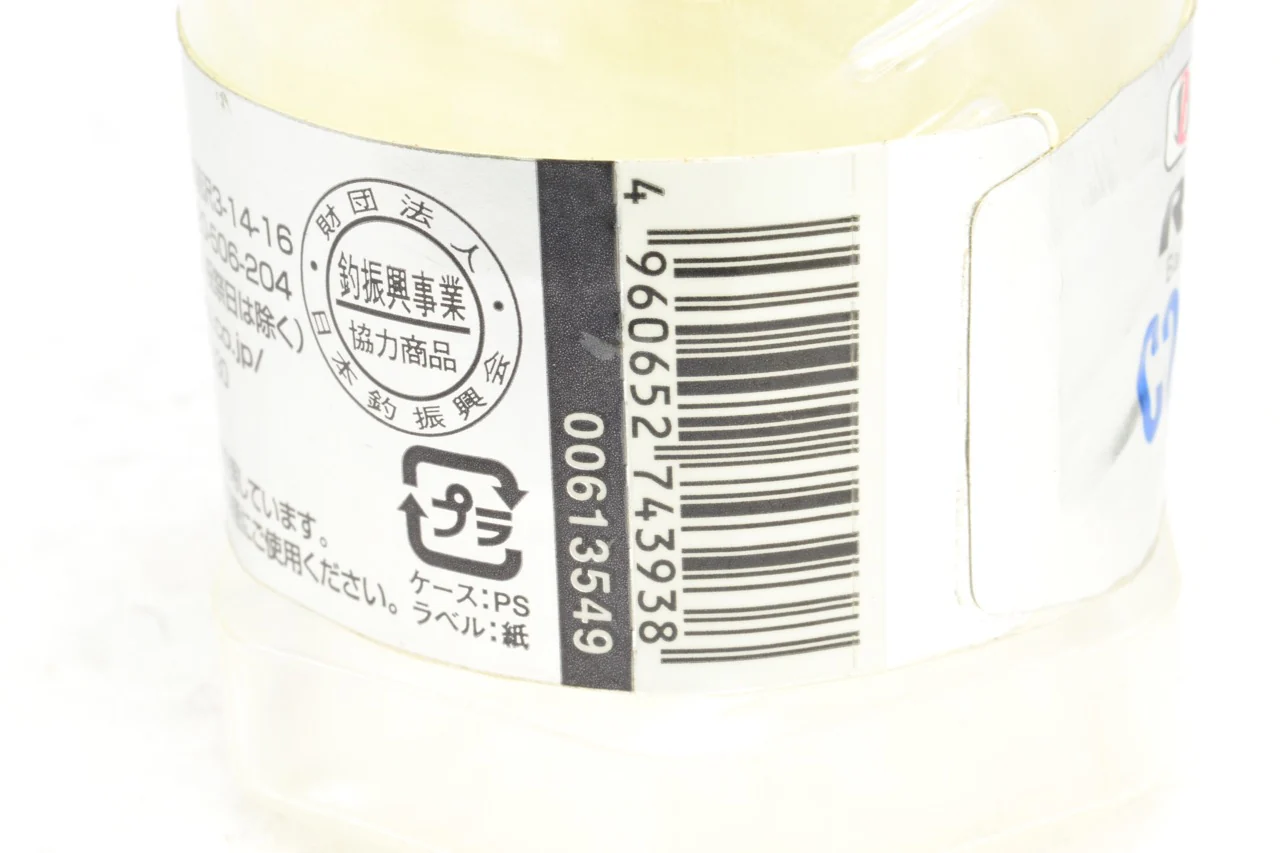 3-14-16
506-204
祭日は除く)
.co.jp/
財団法人
釣振興事業
協力商品
日本釣振興会
プラ
ケース:PS
ラベル:紙
しています。
にご使用ください。
00613549
4 960652 743938